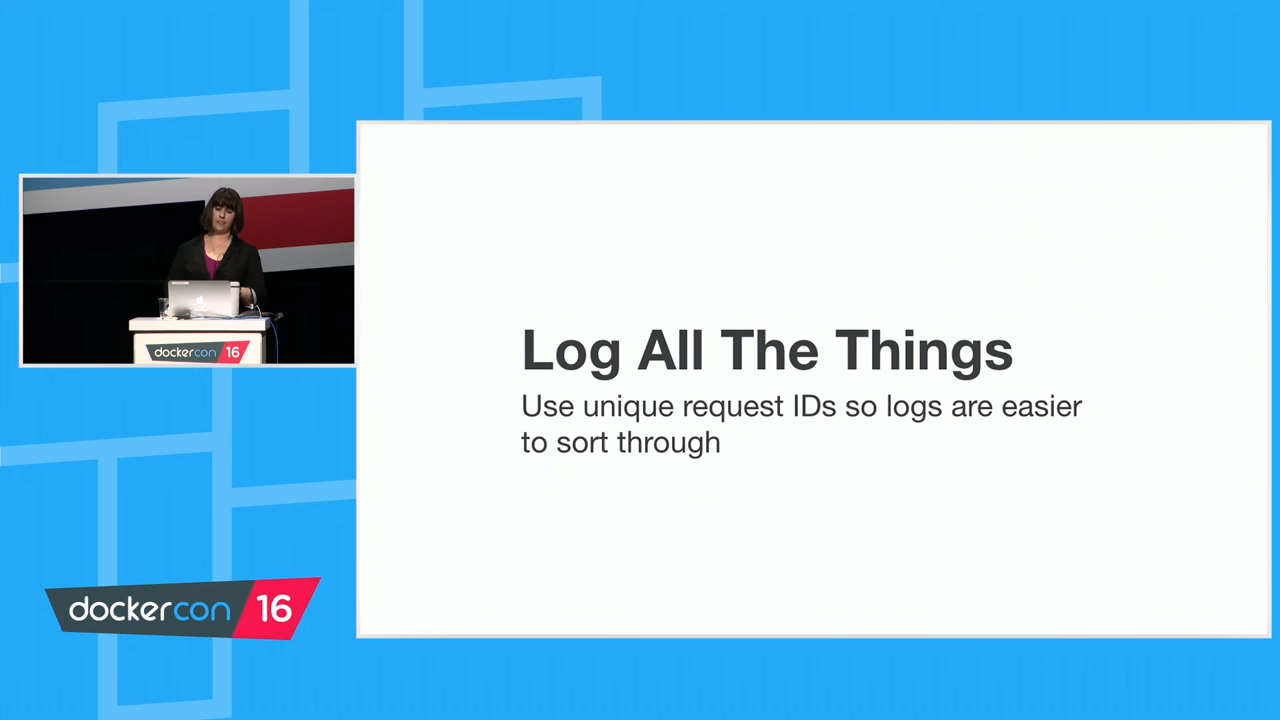 Log All The Things
Use unique request IDs so logs are easier
to sort through
dockercon 16
dockercon 16